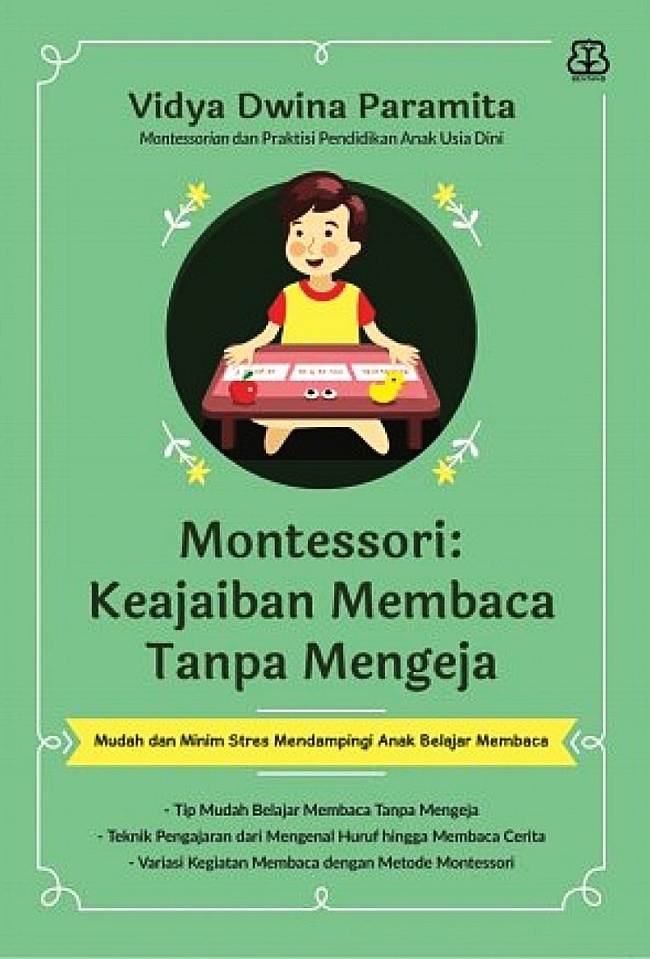 BENTANG
Vidya Dwina Paramita
Montessorian dan Praktisi Pendidikan Anak Usia Dini
Montessori:
Keajaiban Membaca
Tanpa Mengeja
Mudah dan Minim Stres Mendampingi Anak Belajar Membaca
- Tip Mudah Belajar Membaca Tanpa Mengeja
- Teknik Pengajaran dari Mengenal Huruf hingga Membaca Cerita
- Variasi Kegiatan Membaca dengan Metode Montessori